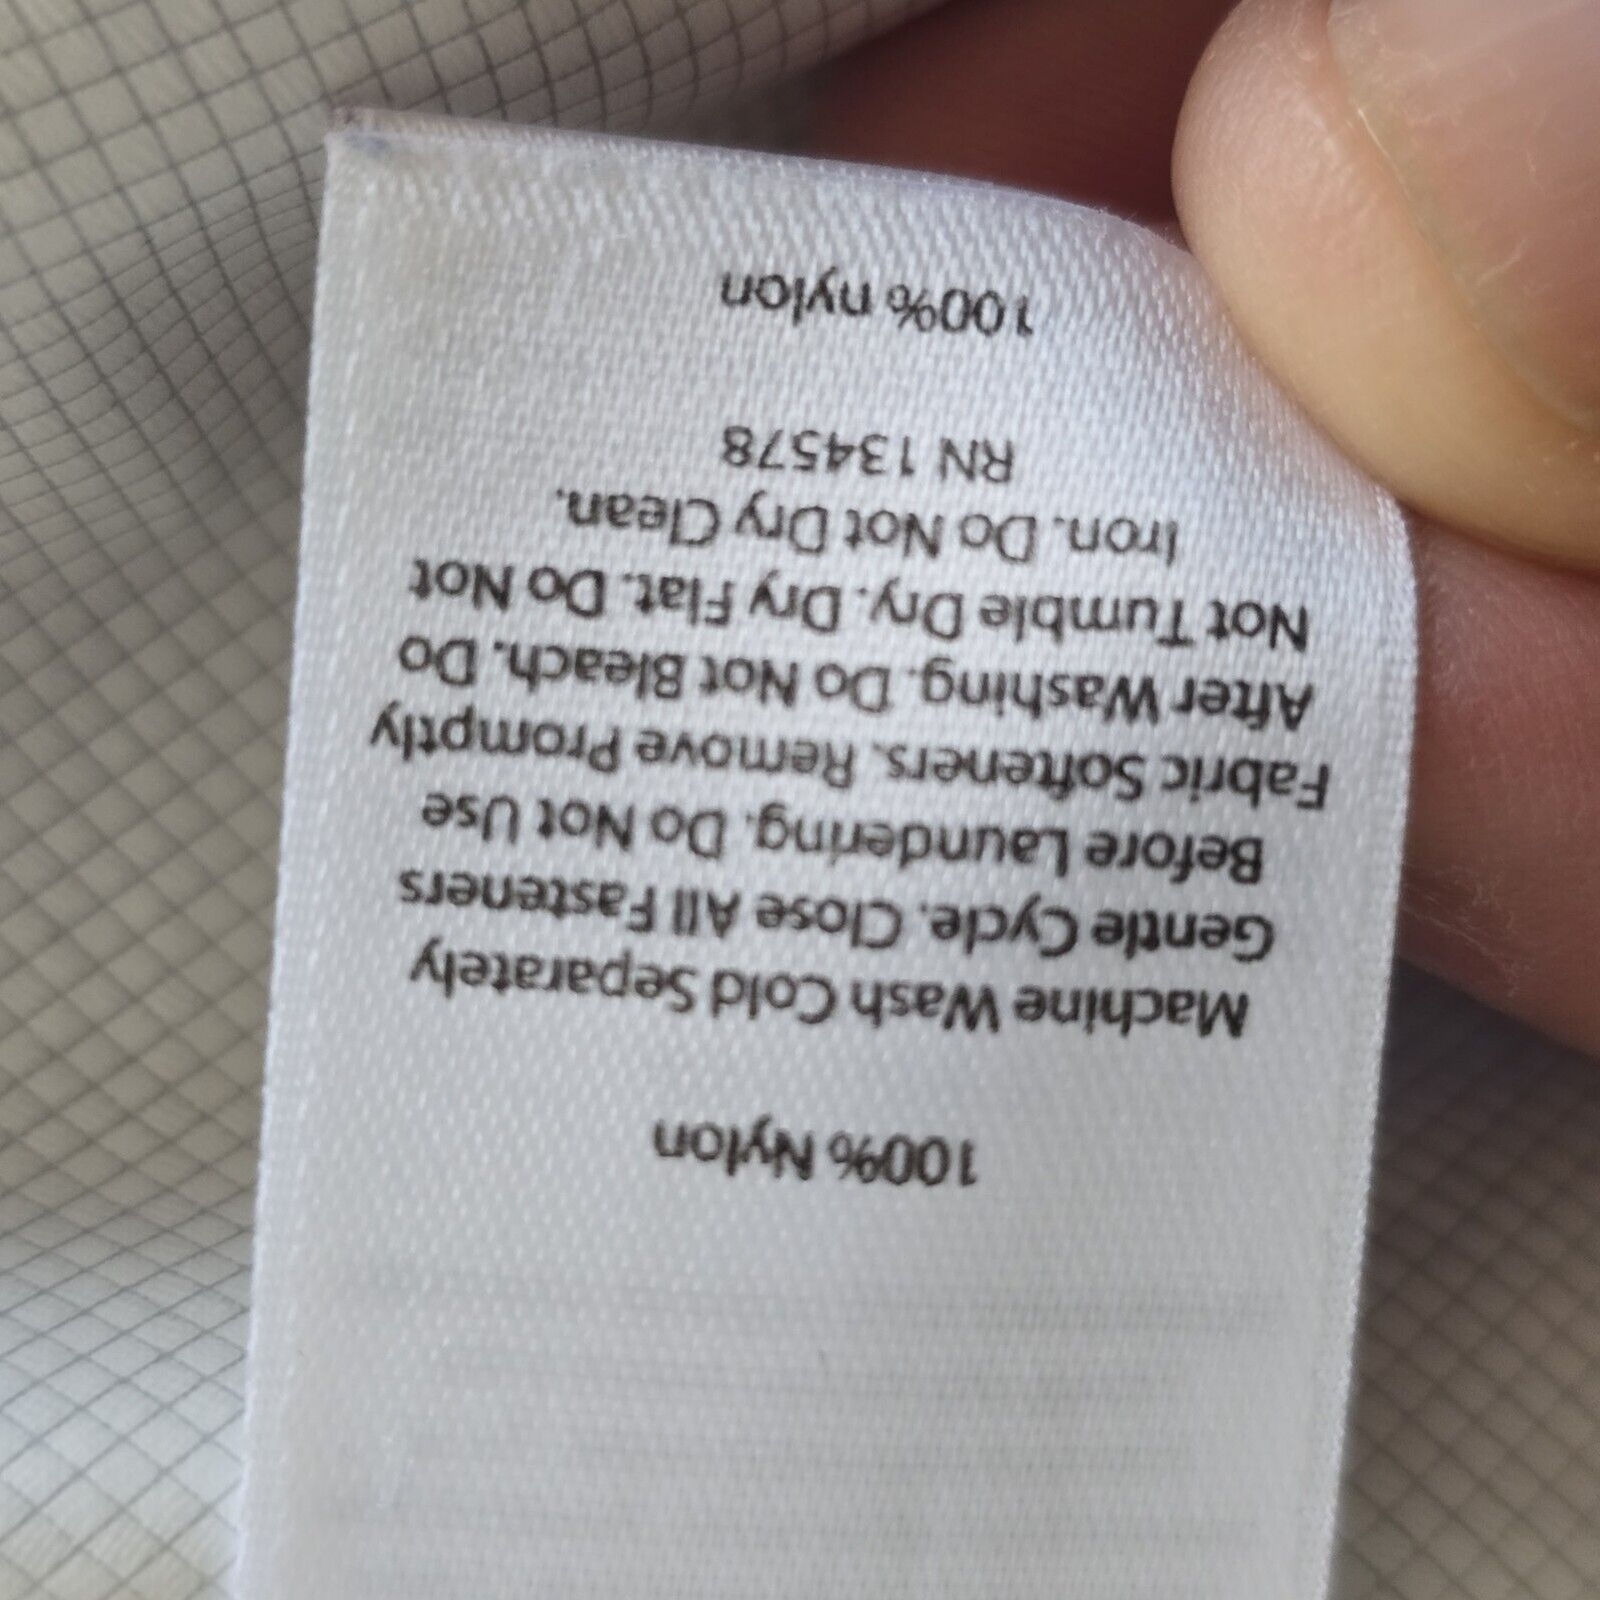 100% Nylon
Machine Wash Cold Separately
Gentle Cycle. Close All Fasteners
Before Laundering. Do Not Use
Fabric Softeners. Remove Promptly
After Washing. Do Not Bleach. Do
Not Tumble Dry. Dry Flat. Do Not
Iron. Do Not Dry Clean.
RN 134578
100% nylon